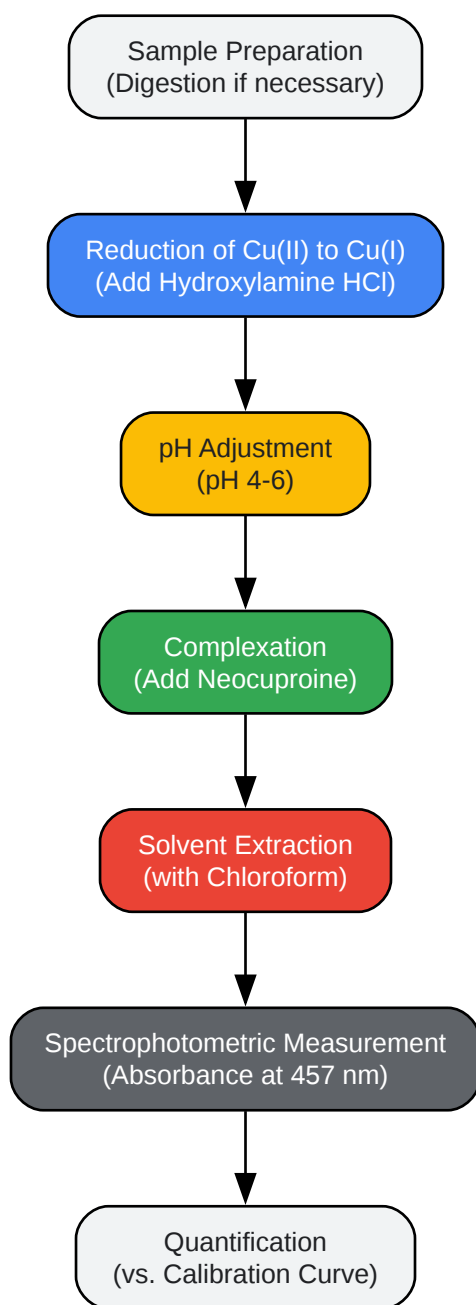 Sample Preparation
(Digestion if necessary)
Reduction of Cu(II) to Cu(I)
(Add Hydroxylamine HCl)
pH Adjustment
(pH 4-6)
Complexation
(Add Neocuproine)
Solvent Extraction
(with Chloroform)
Spectrophotometric Measurement
(Absorbance at 457 nm)
Quantification
(vs. Calibration Curve)